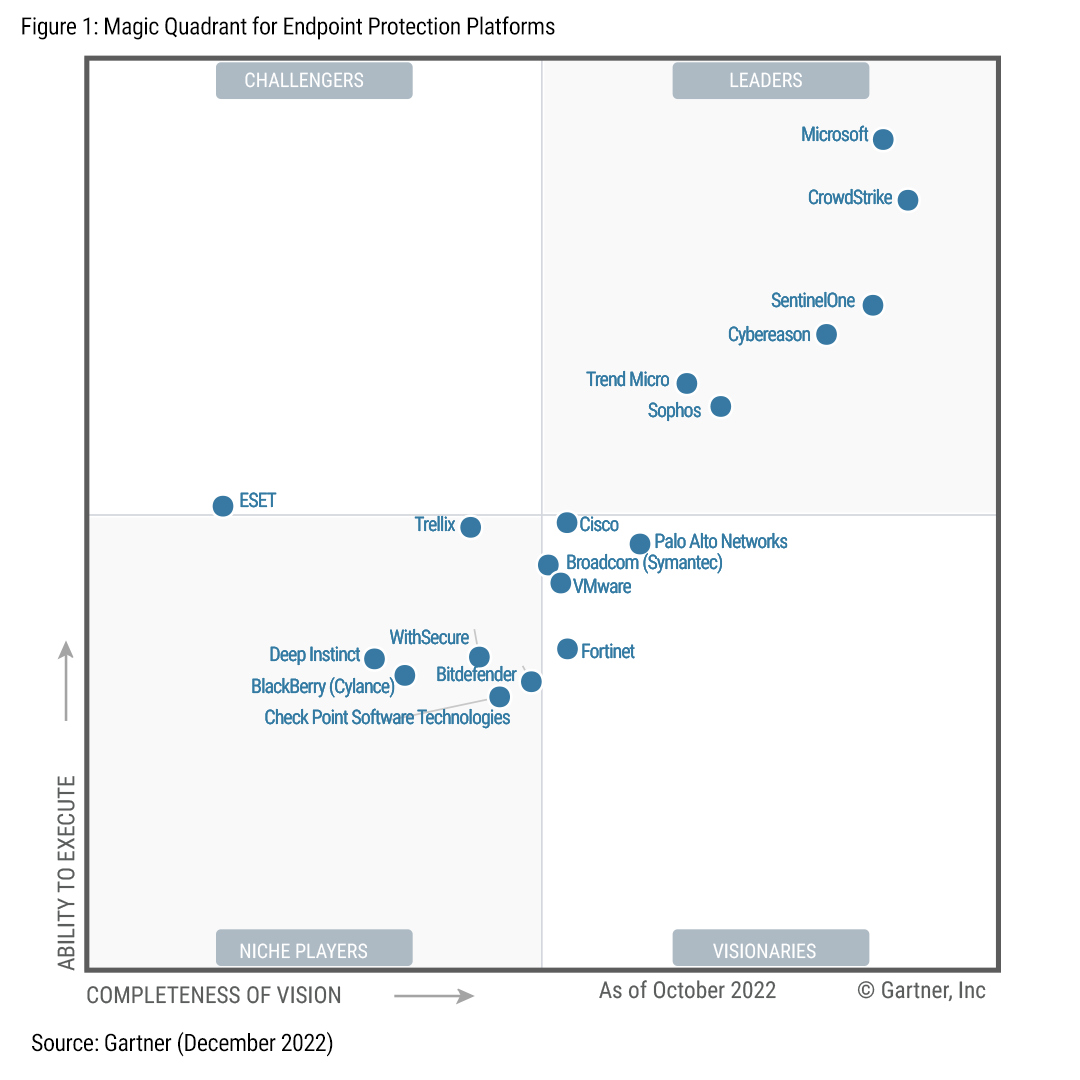 Figure 1: Magic Quadrant for Endpoint Protection Platforms
CHALLENGERS
LEADERS
Microsoft
CrowdStrike
SentinelOne
Cybereason
Trend Micro
Sophos
ESET
Trellix
Cisco
Palo Alto Networks
Broadcom (Symantec)
VMware
WithSecure
Deep Instinct
Fortinet
Bitdefender
BlackBerry (Cylance)
Check Point Software Technologies
ABILITY TO EXECUTE
NICHE PLAYERS
VISIONARIES
COMPLETENESS OF VISION
As of October 2022
© Gartner, Inc
Source: Gartner (December 2022)